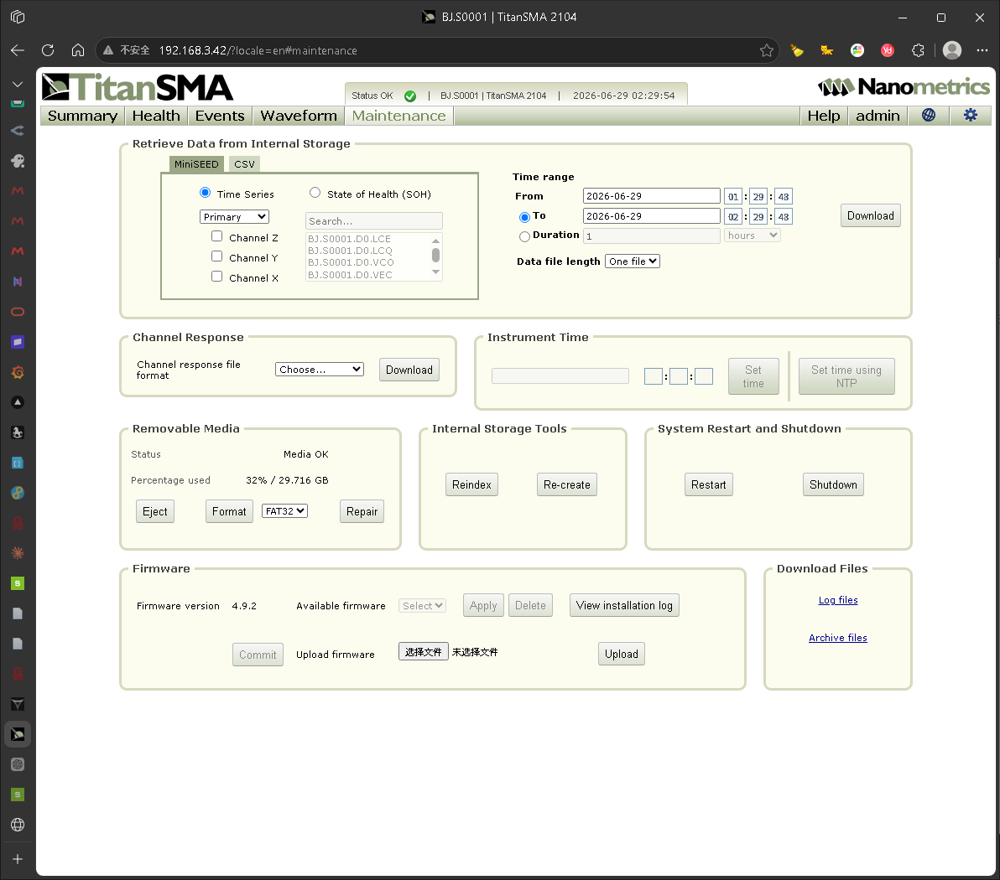 BJ.S0001 | TitanSMA 2104
不安全 192.168.3.42/?locale=en#maintenance
TitanSMA
Status OK | BJ.S0001 | TitanSMA 2104 | 2026-06-29 02:29:54
Nanometrics
Summary Health Events Waveform Maintenance Help admin
Retrieve Data from Internal Storage
MiniSEED CSV
Time Series
State of Health (SOH)
Primary
Search...
Channel Z
Channel Y
Channel X
BJ.S0001.D0.LCE
BJ.S0001.D0.LCQ
BJ.S0001.D0.VCO
BJ.S0001.D0.VEC
Time range
From 2026-06-29 01 : 29 : 48
To 2026-06-29 02 : 29 : 48
Duration 1 hours
Data file length One file
Download
Channel Response
Channel response file
format
Choose...
Download
Instrument Time
: :
Set
time
Set time using
NTP
Removable Media
Status Media OK
Percentage used 32% / 29.716 GB
Eject Format FAT32 Repair
Internal Storage Tools
Reindex Re-create
System Restart and Shutdown
Restart Shutdown
Firmware
Firmware version 4.9.2 Available firmware Select Apply Delete View installation log
Commit Upload firmware 选择文件 未选择文件 Upload
Download Files
Log files
Archive files